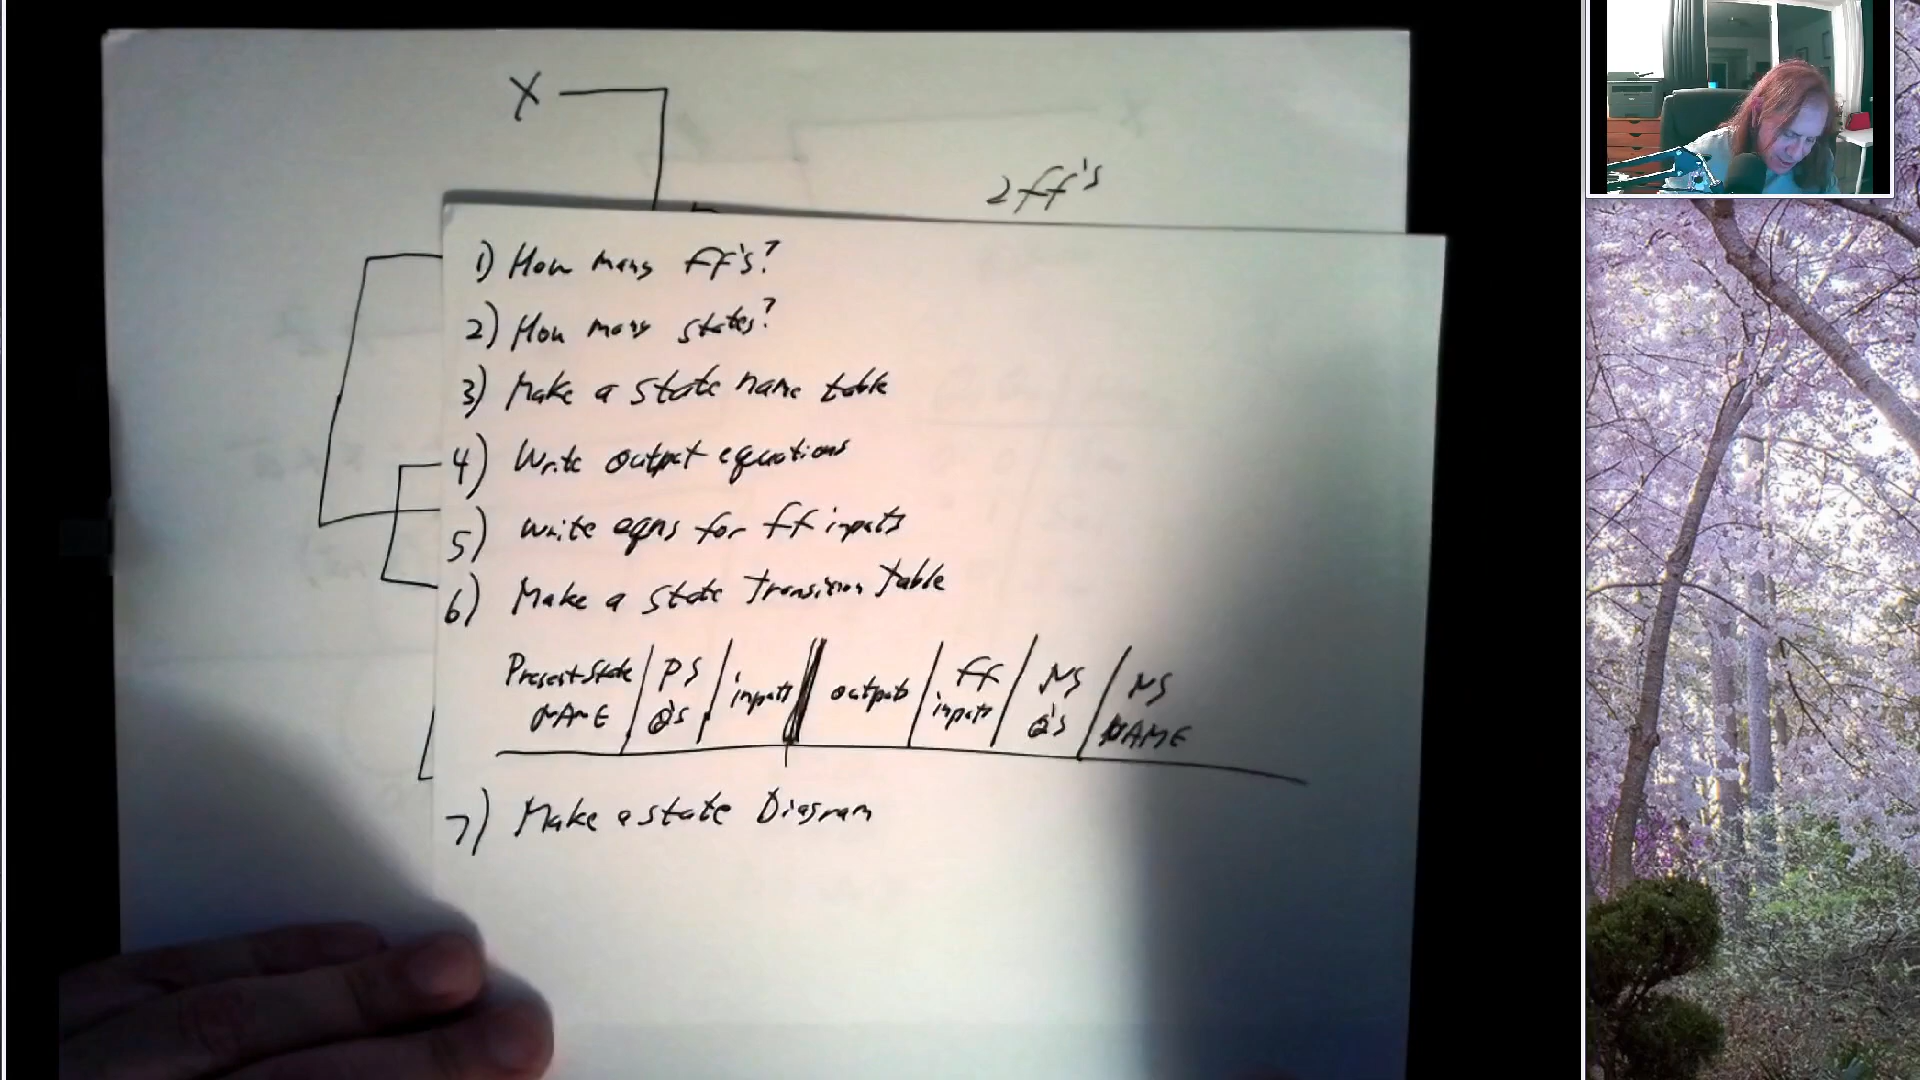 X
2ff's
1) How many ff's?
2) How many states?
3) Make a state name table
4) Write output equations
5) write eqns for ff inputs
6) Make a state Transition Table
Present State NAME | PS Q's | inputs | outputs | ff inputs | NS Q's | NS NAME
7) Make a state Diagram